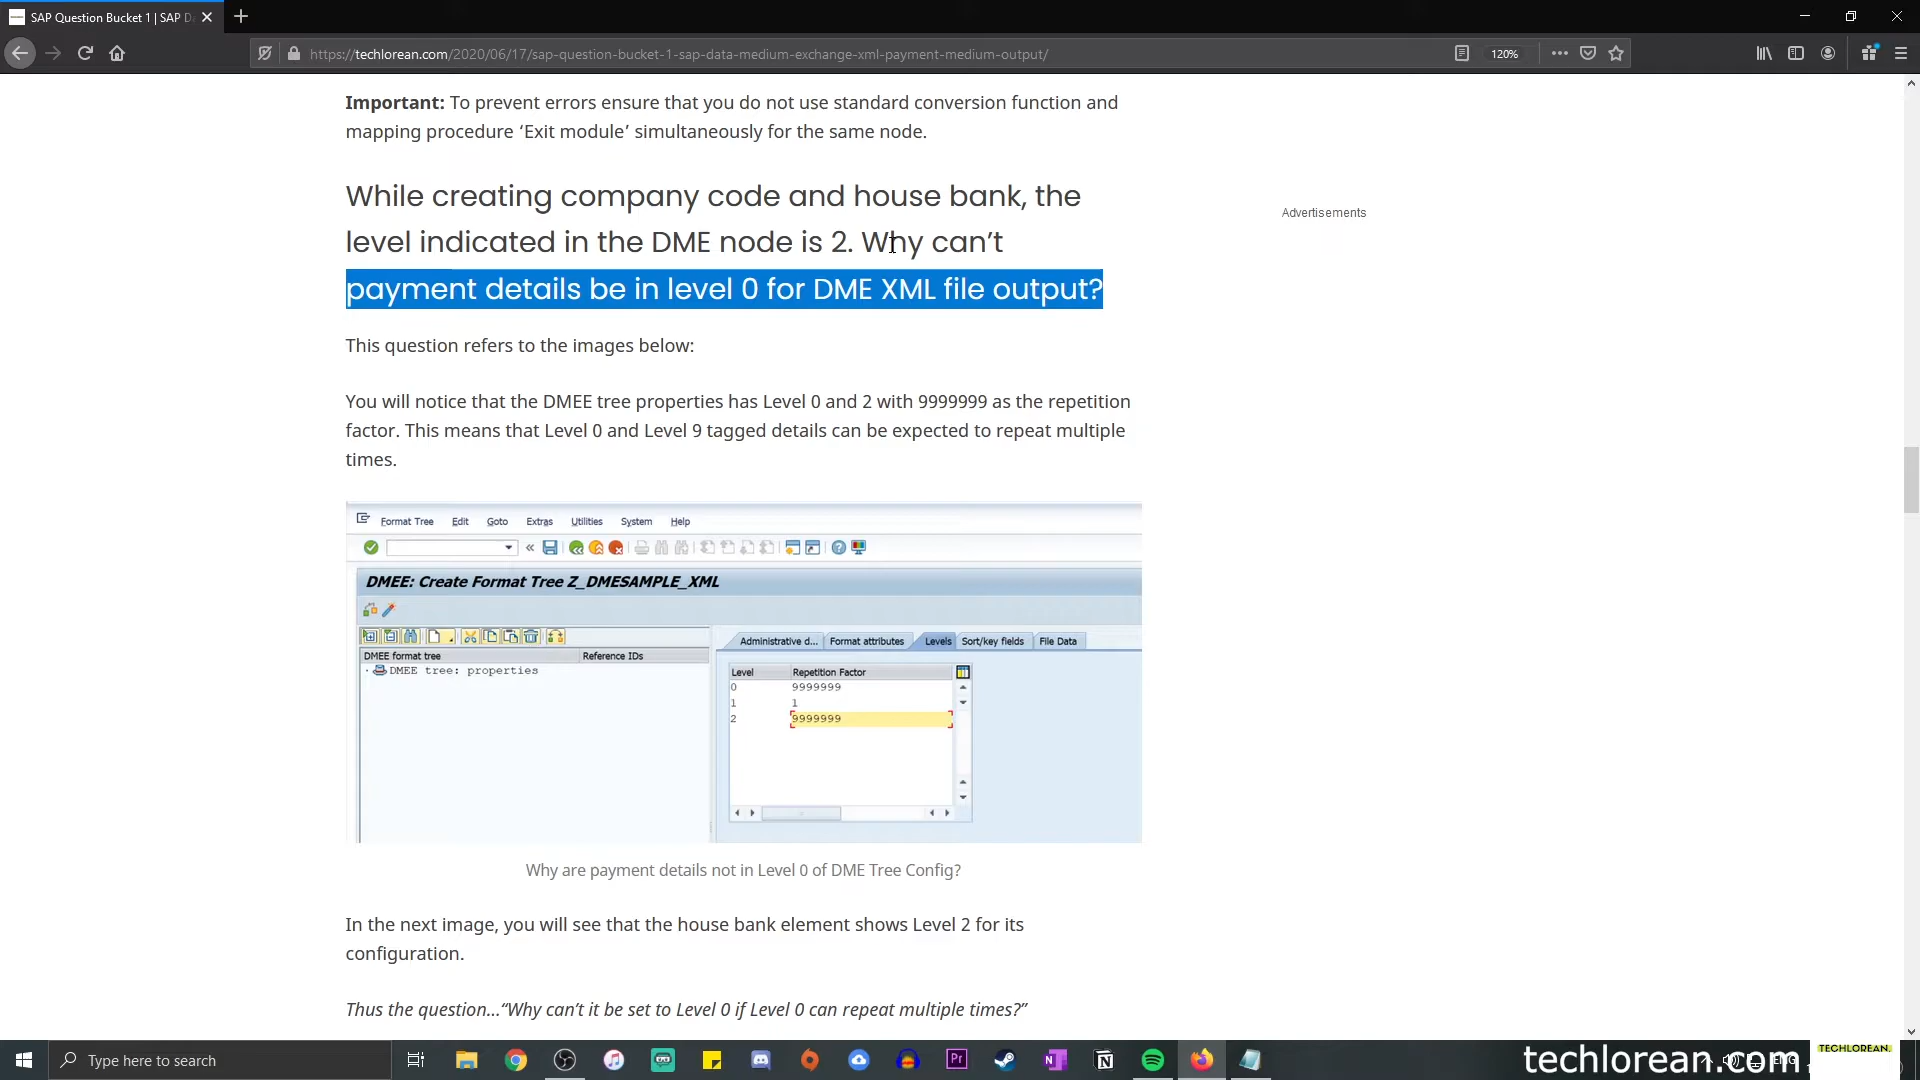 SAP Question Bucket 1 | SAP D
https://techlorean.com/2020/06/17/sap-question-bucket-1-sap-data-medium-exchange-xml-payment-medium-output/
120%
Important: To prevent errors ensure that you do not use standard conversion function and
mapping procedure ‘Exit module’ simultaneously for the same node.
While creating company code and house bank, the
level indicated in the DME node is 2. Why can’t
payment details be in level 0 for DME XML file output?
Advertisements
This question refers to the images below:
You will notice that the DMEE tree properties has Level 0 and 2 with 9999999 as the repetition
factor. This means that Level 0 and Level 9 tagged details can be expected to repeat multiple
times.
Format Tree Edit Goto Extras Utilities System Help
DMEE: Create Format Tree Z_DMESAMPLE_XML
DMEE format tree Reference IDs
DMEE tree: properties
Administrative d... Format attributes Levels Sort/key fields File Data
Level Repetition Factor
0 9999999
1 1
2 9999999
Why are payment details not in Level 0 of DME Tree Config?
In the next image, you will see that the house bank element shows Level 2 for its
configuration.
Thus the question…“Why can’t it be set to Level 0 if Level 0 can repeat multiple times?”
Type here to search
techlorean.com
TECHLOREAN.